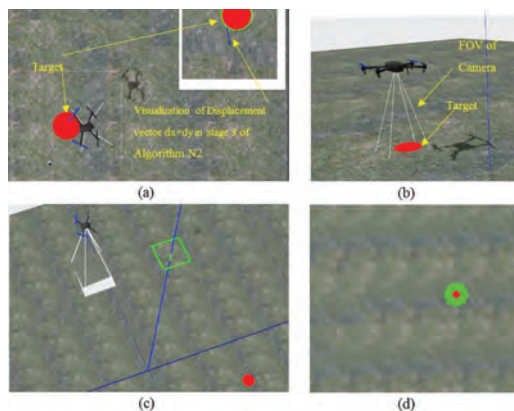 Target
Visualization of Displacement
vector dx+dy in stage 3 of
Algorithm N2
(a)
FOV of
Camera
Target
(b)
(c)
(d)